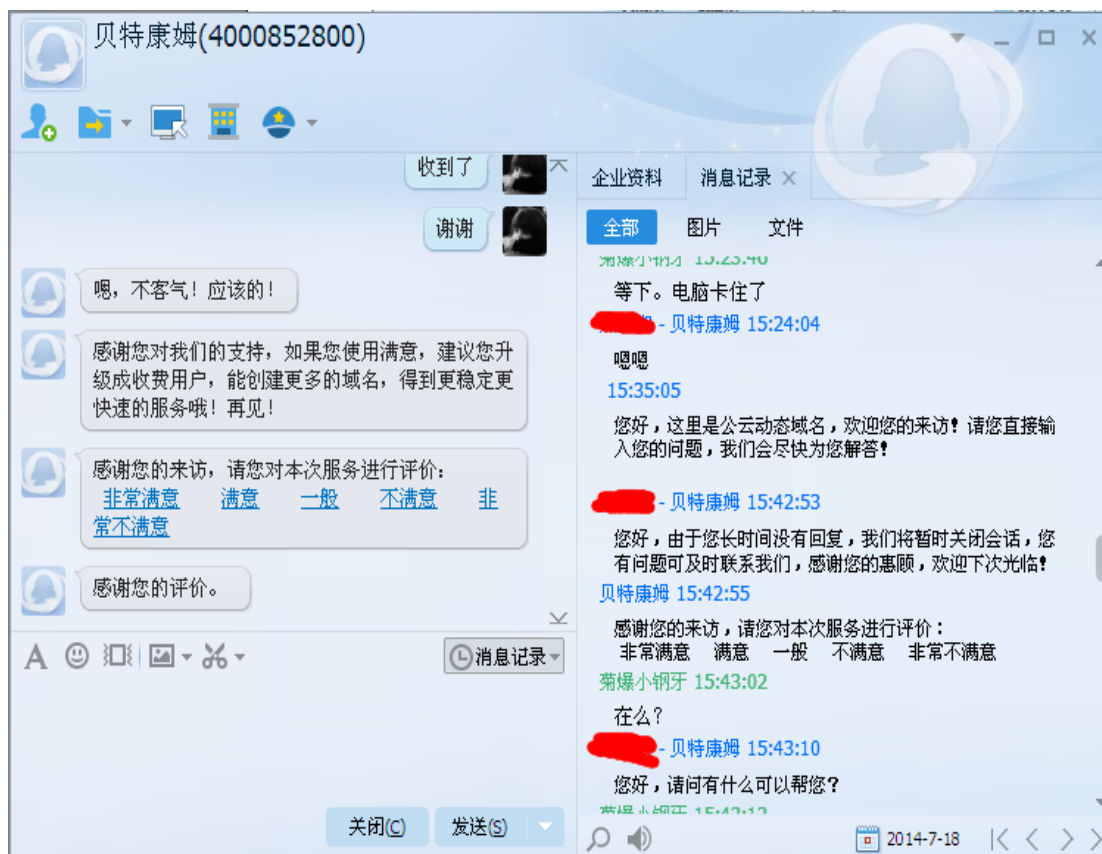 贝特康姆(4000852800)
收到了
谢谢
嗯，不客气！应该的！
感谢您对我们的支持，如果您使用满意，建议您升
级成收费用户，能创建更多的域名，得到更稳定更
快速的服务哦！再见！
感谢您的来访，请您对本次服务进行评价：
非常满意 满意 一般 不满意 非
常不满意
感谢您的评价。
消息记录
关闭(C) 发送(S)
企业资料 消息记录
全部 图片 文件
菊爆小钢牙 15:23:46
等下。电脑卡住了
- 贝特康姆 15:24:04
嗯嗯
15:35:05
您好，这里是公云动态域名，欢迎您的来访！请您直接输
入您的问题，我们会尽快为您解答！
- 贝特康姆 15:42:53
您好，由于您长时间没有回复，我们将暂时关闭会话，您
有问题可及时联系我们，感谢您的惠顾，欢迎下次光临！
贝特康姆 15:42:55
感谢您的来访，请您对本次服务进行评价：
非常满意 满意 一般 不满意 非常不满意
菊爆小钢牙 15:43:02
在么？
- 贝特康姆 15:43:10
您好，请问有什么可以帮您？
2014-7-18